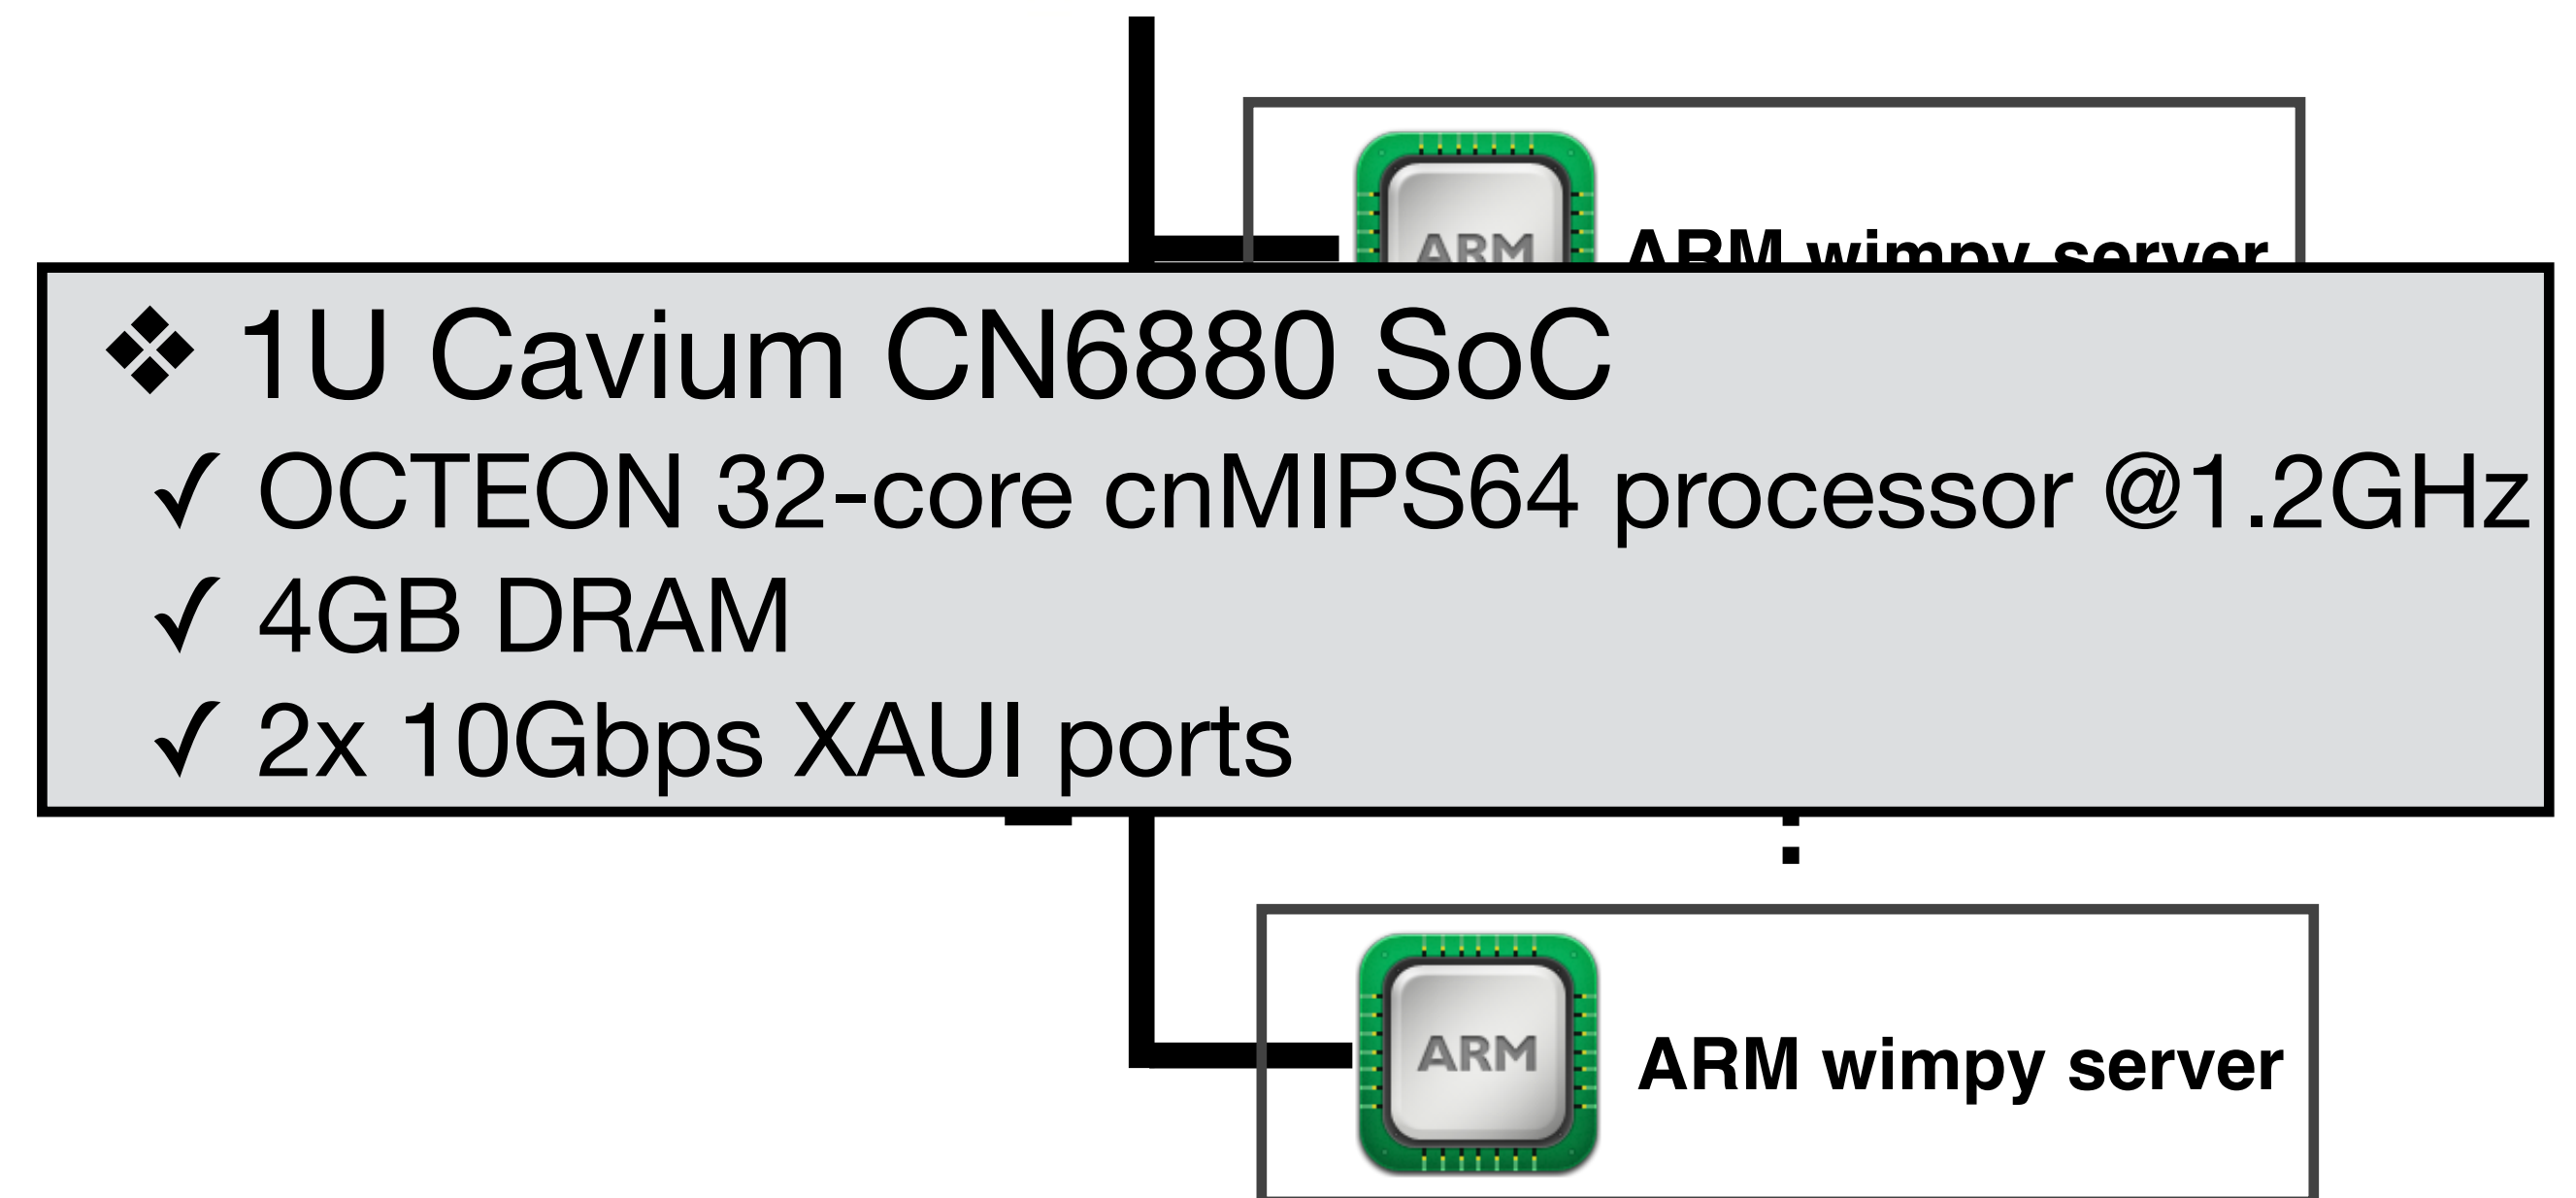 ARM ARM wimpy server
❖ 1U Cavium CN6880 SoC
✓ OCTEON 32-core cnMIPS64 processor @1.2GHz
✓ 4GB DRAM
✓ 2x 10Gbps XAUI ports
ARM ARM wimpy server